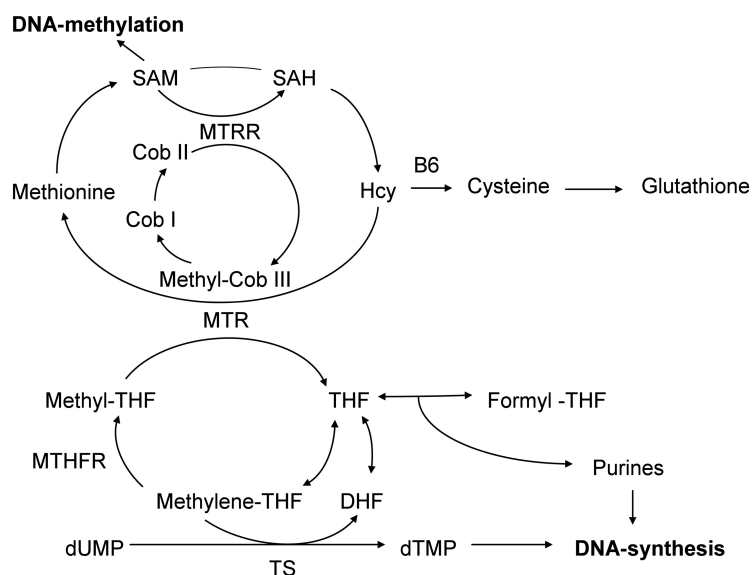 DNA-methylation
SAM
SAH
MTRR
Cob II
B6
Methionine
Hcy
Cysteine
Glutathione
Cob I
Methyl-Cob III
MTR
Methyl-THF
THF
Formyl -THF
MTHFR
Purines
Methylene-THF
DHF
dUMP
dTMP
DNA-synthesis
TS